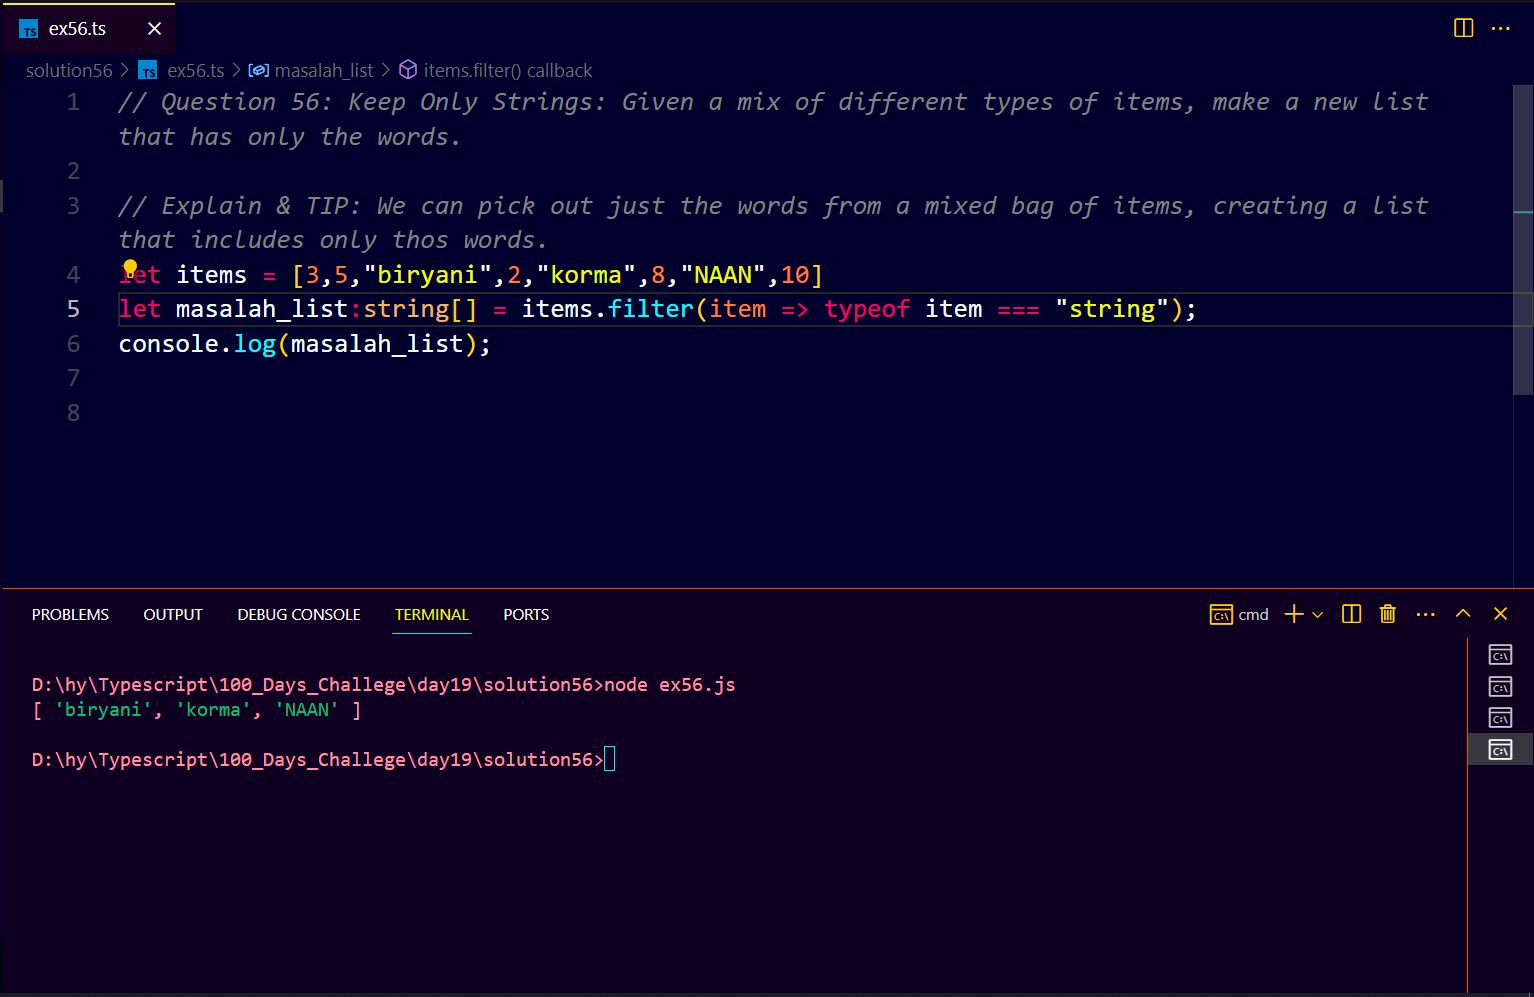 TS ex56.ts
solution56 > TS ex56.ts > masalah_list > items.filter() callback
1 // Question 56: Keep Only Strings: Given a mix of different types of items, make a new list
that has only the words.
2
3 // Explain & TIP: We can pick out just the words from a mixed bag of items, creating a list
that includes only thos words.
4 let items = [3,5,"biryani",2,"korma",8,"NAAN",10]
5 let masalah_list:string[] = items.filter(item => typeof item === "string");
6 console.log(masalah_list);
7
8
PROBLEMS OUTPUT DEBUG CONSOLE TERMINAL PORTS cmd
D:\hy\Typescript\100_Days_Challege\day19\solution56>node ex56.js
[ 'biryani', 'korma', 'NAAN' ]
D:\hy\Typescript\100_Days_Challege\day19\solution56>